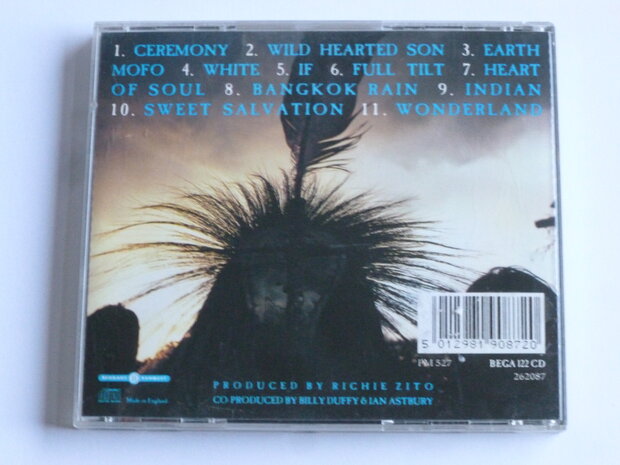 1. CEREMONY 2. WILD HEARTED SON 3. EARTH
MOFO 4. WHITE 5. IF 6. FULL TILT 7. HEART
OF SOUL 8. BANGKOK RAIN 9. INDIAN
10. SWEET SALVATION 11. WONDERLAND
5 012981 908720
BEGA 122 CD
262087
BEGGARS BANQUET
PRODUCED BY RICHIE ZITO
CO-PRODUCED BY BILLY DUFFY & IAN ASTBURY
Made in England